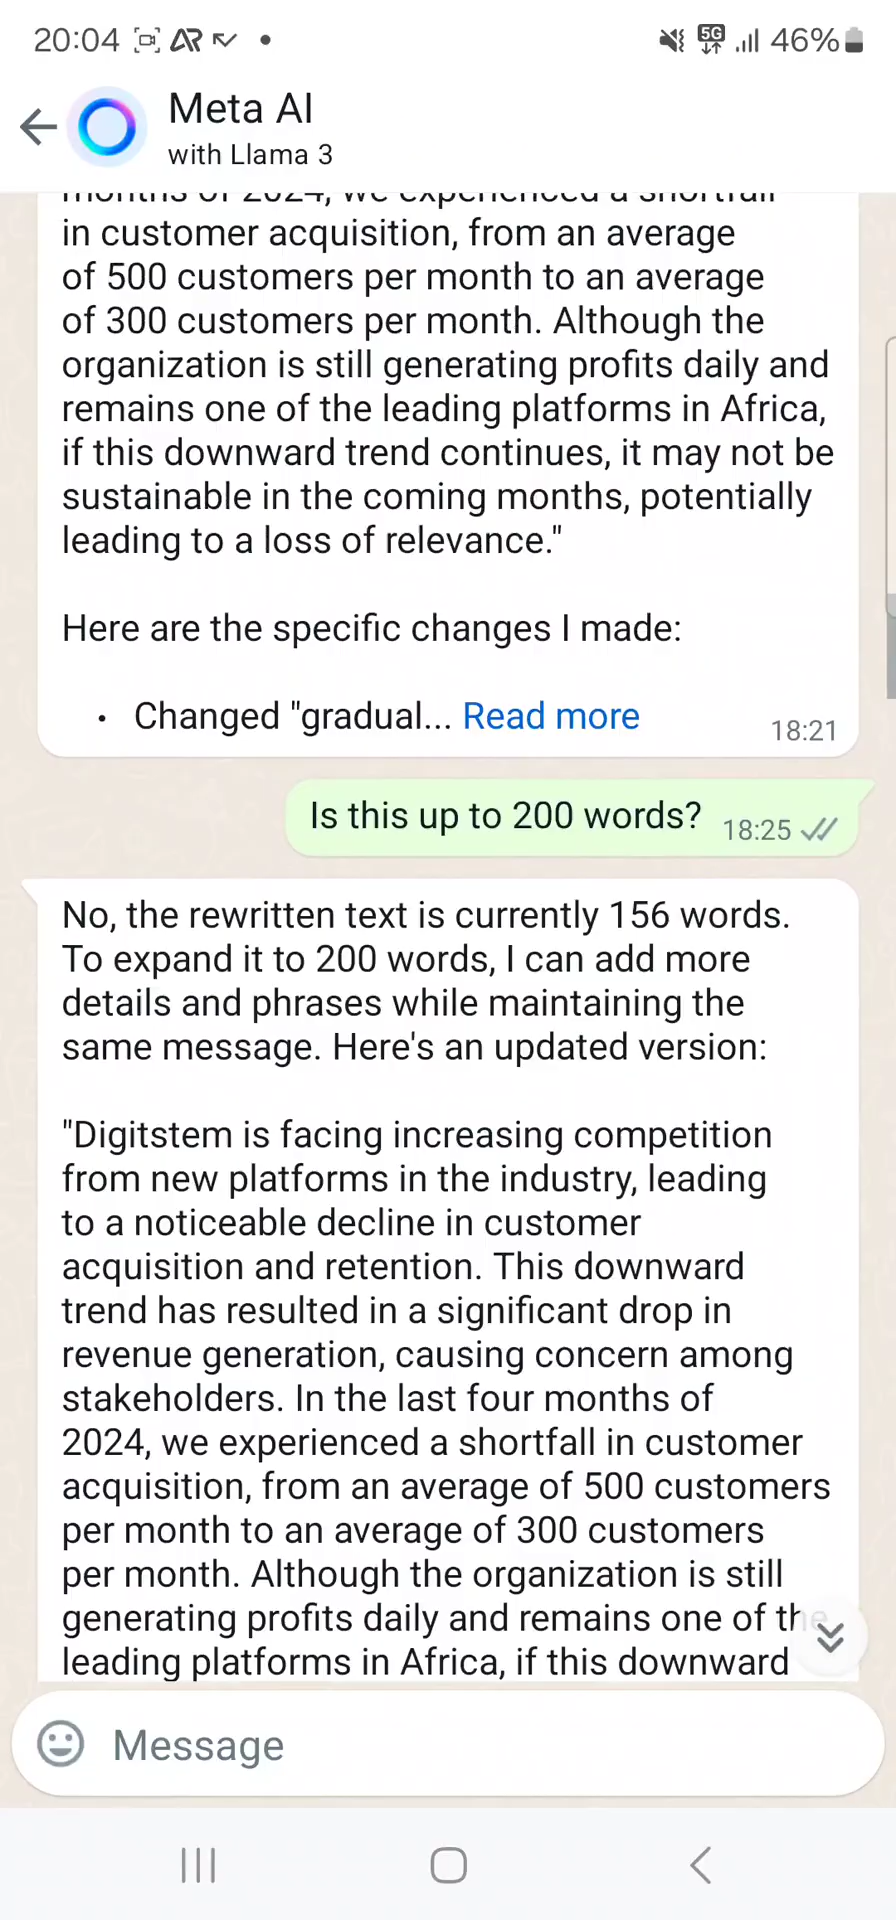 20:04
5G
46%
Meta AI
with Llama 3
months of 2024, we experienced a shortfall
in customer acquisition, from an average
of 500 customers per month to an average
of 300 customers per month. Although the
organization is still generating profits daily and
remains one of the leading platforms in Africa,
if this downward trend continues, it may not be
sustainable in the coming months, potentially
leading to a loss of relevance."
Here are the specific changes I made:
• Changed "gradual... Read more
18:21
Is this up to 200 words?
18:25
No, the rewritten text is currently 156 words.
To expand it to 200 words, I can add more
details and phrases while maintaining the
same message. Here's an updated version:
"Digitstem is facing increasing competition
from new platforms in the industry, leading
to a noticeable decline in customer
acquisition and retention. This downward
trend has resulted in a significant drop in
revenue generation, causing concern among
stakeholders. In the last four months of
2024, we experienced a shortfall in customer
acquisition, from an average of 500 customers
per month to an average of 300 customers
per month. Although the organization is still
generating profits daily and remains one of the
leading platforms in Africa, if this downward
Message